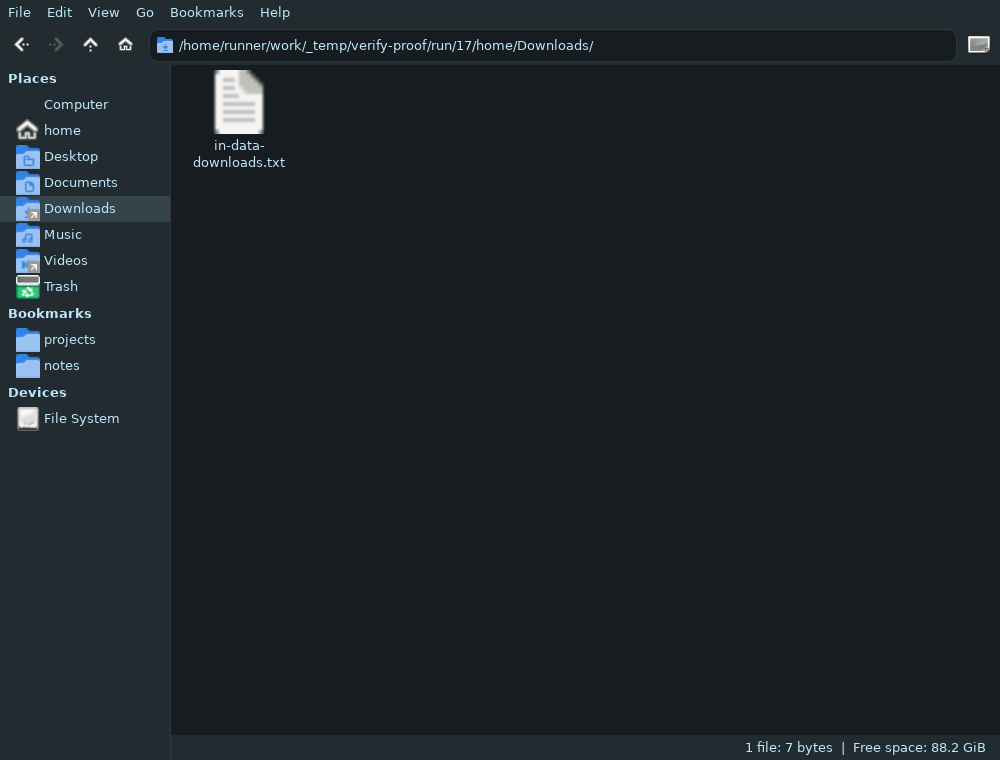 File Edit View Go Bookmarks Help
/home/runner/work/_temp/verify-proof/run/17/home/Downloads/
Places
Computer
home
Desktop
Documents
Downloads
Music
Videos
Trash
Bookmarks
projects
notes
Devices
File System
in-data-
downloads.txt
1 file: 7 bytes | Free space: 88.2 GiB